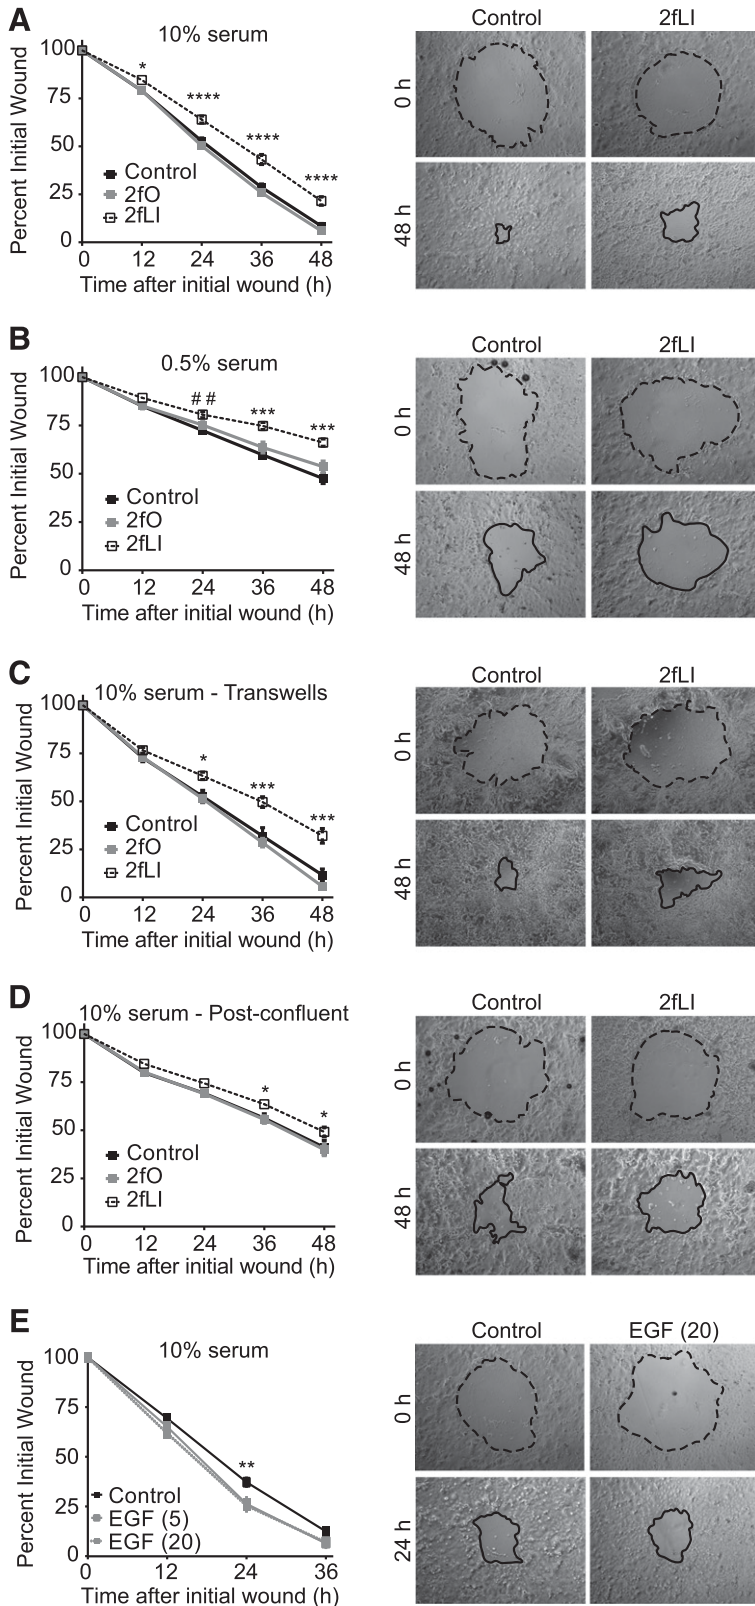 A
10% serum
Percent Initial Wound
100
75
50
25
0
*
****
****
****
Control
2fO
2fLI
0 12 24 36 48
Time after initial wound (h)
Control 2fLI
0 h
48 h
B
0.5% serum
Percent Initial Wound
100
75
50
25
0
##
***
***
Control
2fO
2fLI
0 12 24 36 48
Time after initial wound (h)
Control 2fLI
0 h
48 h
C
10% serum - Transwells
Percent Initial Wound
100
75
50
25
0
*
***
***
Control
2fO
2fLI
0 12 24 36 48
Time after initial wound (h)
Control 2fLI
0 h
48 h
D
10% serum - Post-confluent
Percent Initial Wound
100
75
50
25
0
*
*
Control
2fO
2fLI
0 12 24 36 48
Time after initial wound (h)
Control 2fLI
0 h
48 h
E
10% serum
Percent Initial Wound
100
75
50
25
0
**
Control
EGF (5)
EGF (20)
0 12 24 36
Time after initial wound (h)
Control EGF (20)
0 h
24 h